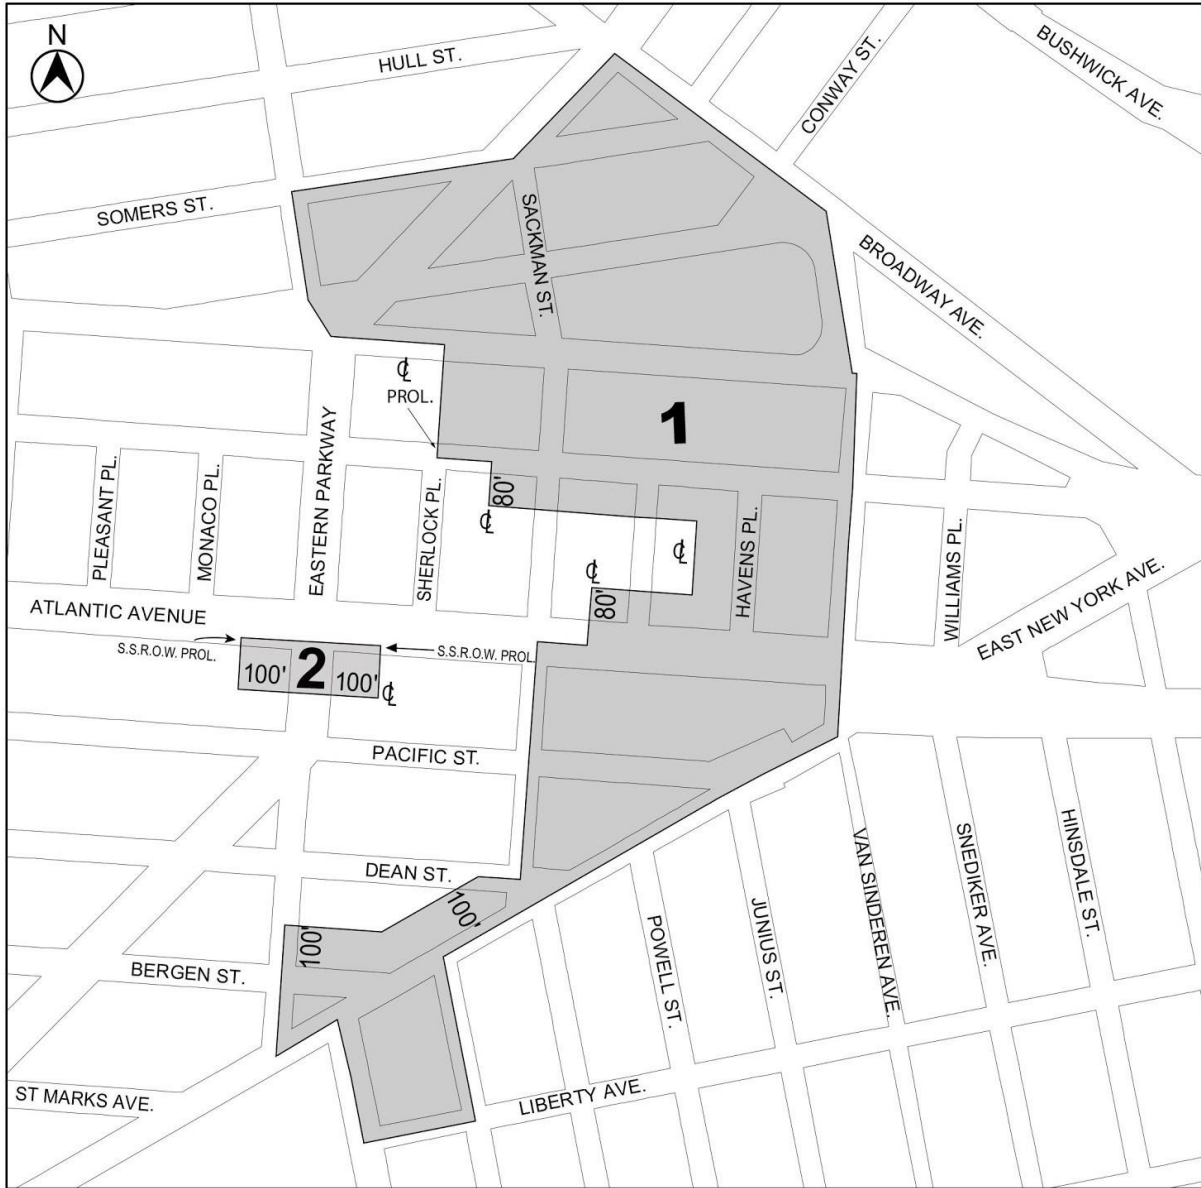 N
HULL ST.
CONWAY ST.
BUSHWICK AVE.
SOMERS ST.
SACKMAN ST.
BROADWAY AVE.
℄
PROL.
1
EASTERN PARKWAY
PLEASANT PL.
MONACO PL.
SHERLOCK PL.
80'
℄
℄
℄
80'
HAVENS PL.
WILLIAMS PL.
EAST NEW YORK AVE.
ATLANTIC AVENUE
S.S.R.O.W. PROL.
S.S.R.O.W. PROL.
2
100'
100'
℄
PACIFIC ST.
DEAN ST.
100'
100'
BERGEN ST.
POWELL ST.
JUNIUS ST.
VAN SINDEREN AVE.
SNEDIKER AVE.
HINSDALE ST.
ST MARKS AVE.
LIBERTY AVE.